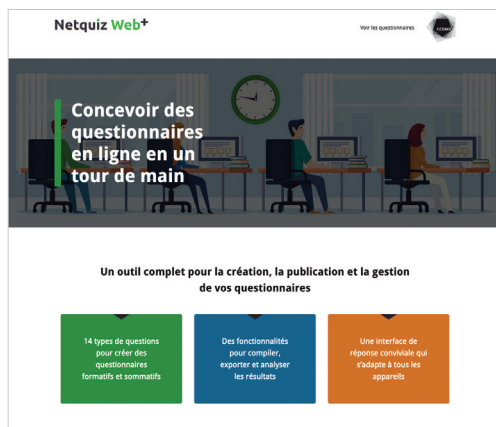 Netquiz Web+
Voir les questionnaires
CCDMD
Concevoir des
questionnaires
en ligne en un
tour de main
Un outil complet pour la création, la publication et la gestion
de vos questionnaires
14 types de questions
pour créer des
questionnaires
formatifs et sommatifs
Des fonctionnalités
pour compiler,
exporter et analyser
les résultats
Une interface de
réponse conviviale qui
s'adapte à tous les
appareils